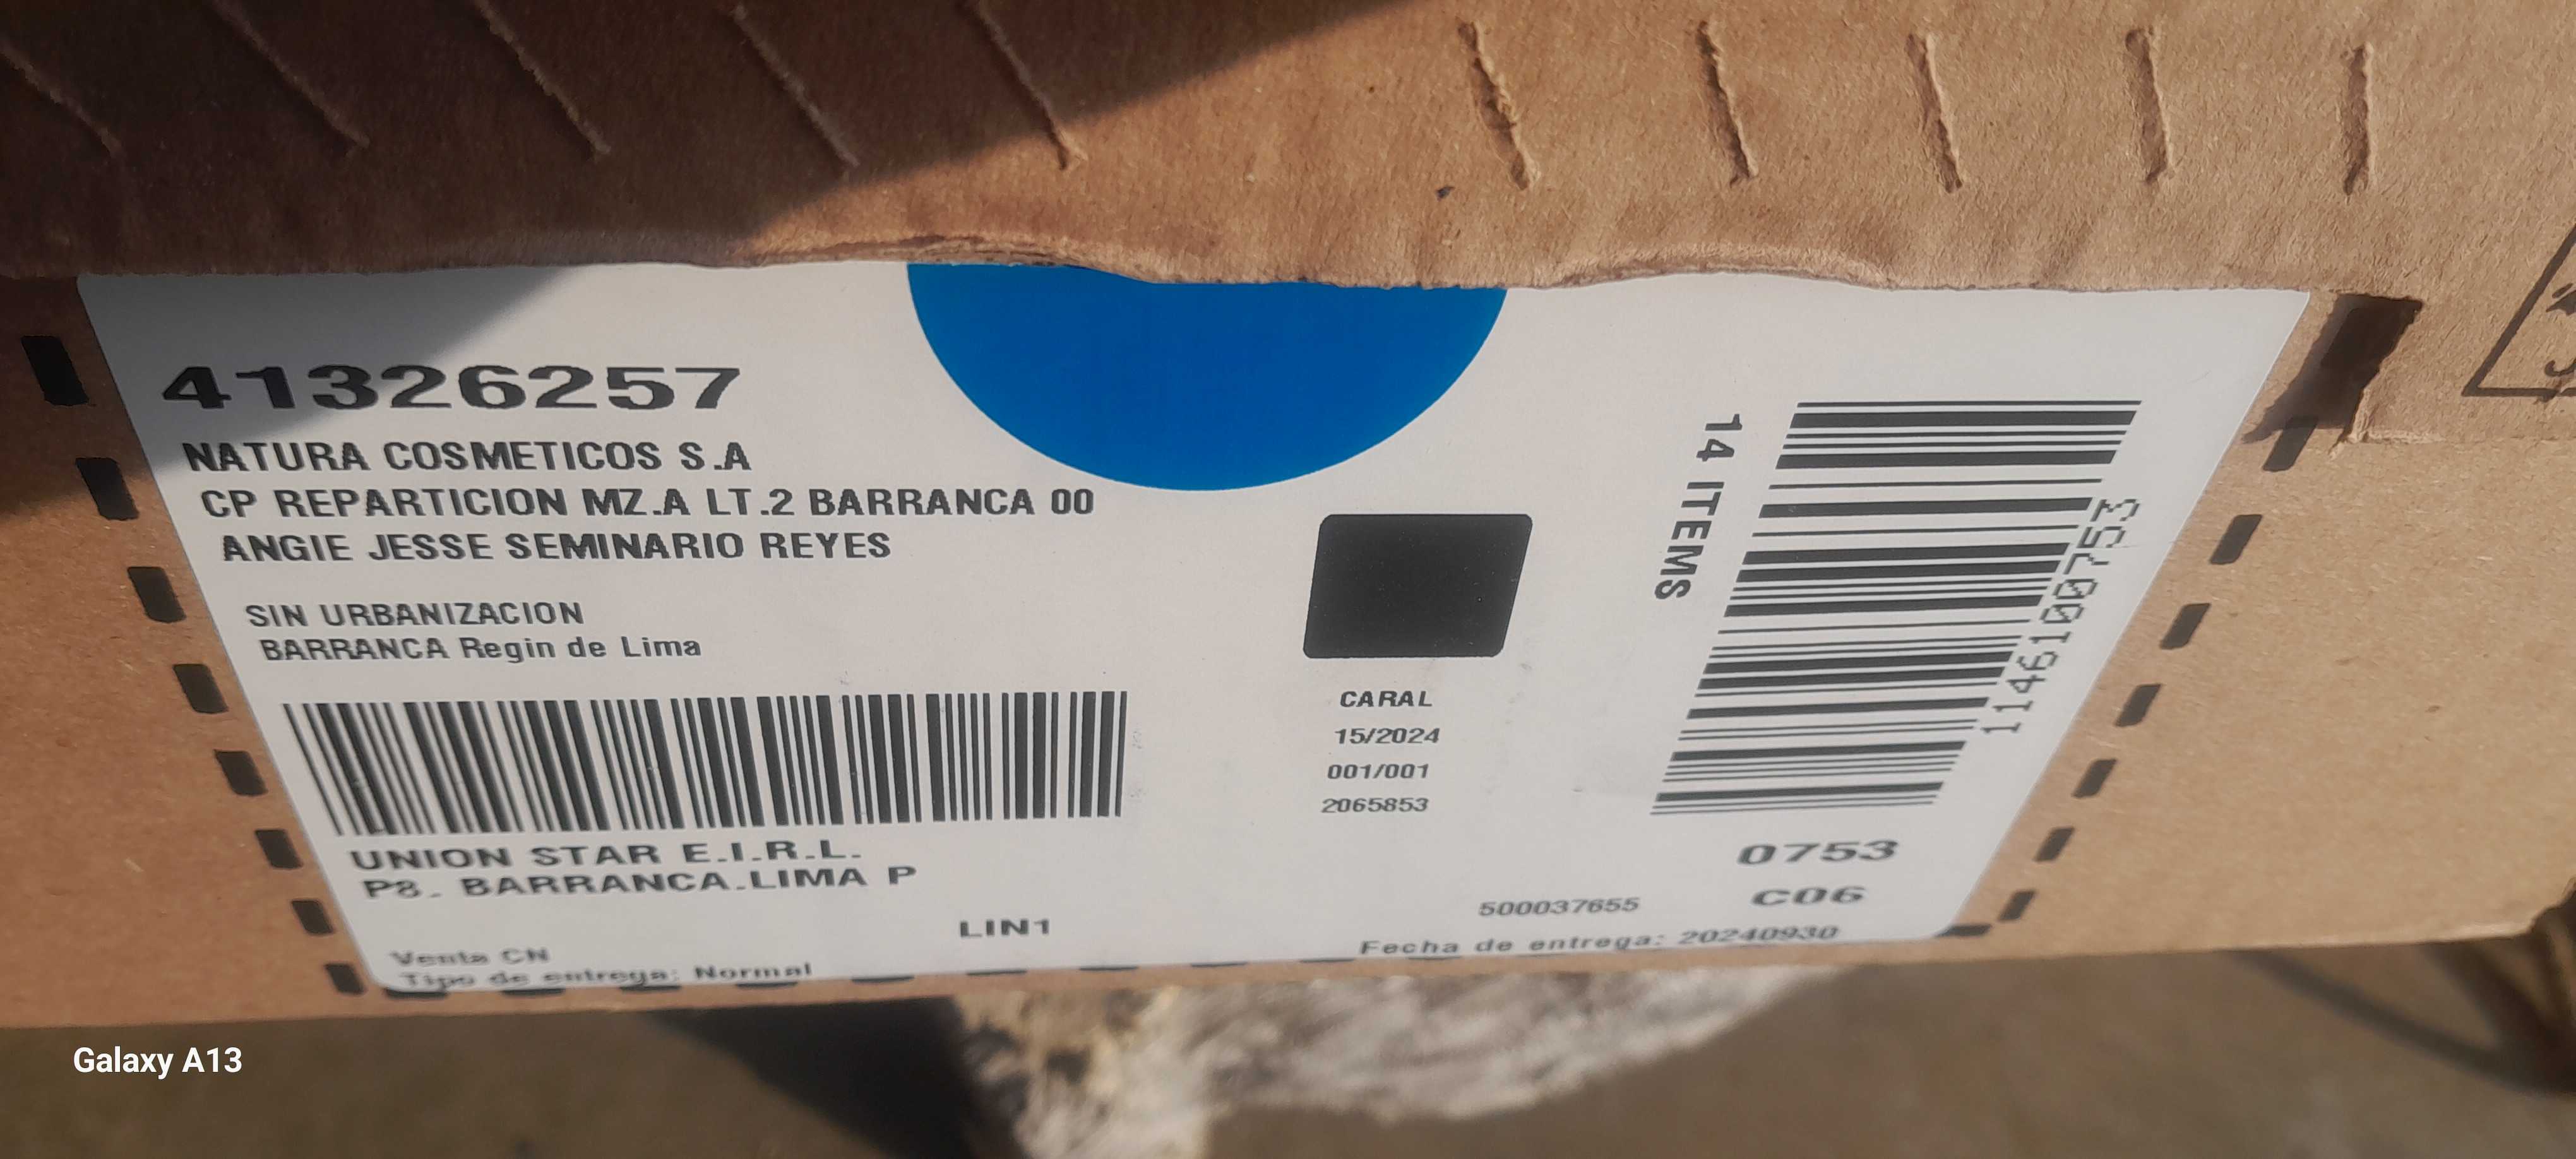 41326257
NATURA COSMETICOS S.A
CP REPARTICION MZ.A LT.2 BARRANCA 00
ANGIE JESSE SEMINARIO REYES
SIN URBANIZACION
BARRANCA Regin de Lima
UNION STAR E.I.R.L.
P8. BARRANCA.LIMA P
LIN1
Venta CN
Tipo de entrega: Normal
CARAL
15/2024
001/001
2065853
14 ITEMS
1146100753
0753
C06
500037655
Fecha de entrega: 20240930
Galaxy A13